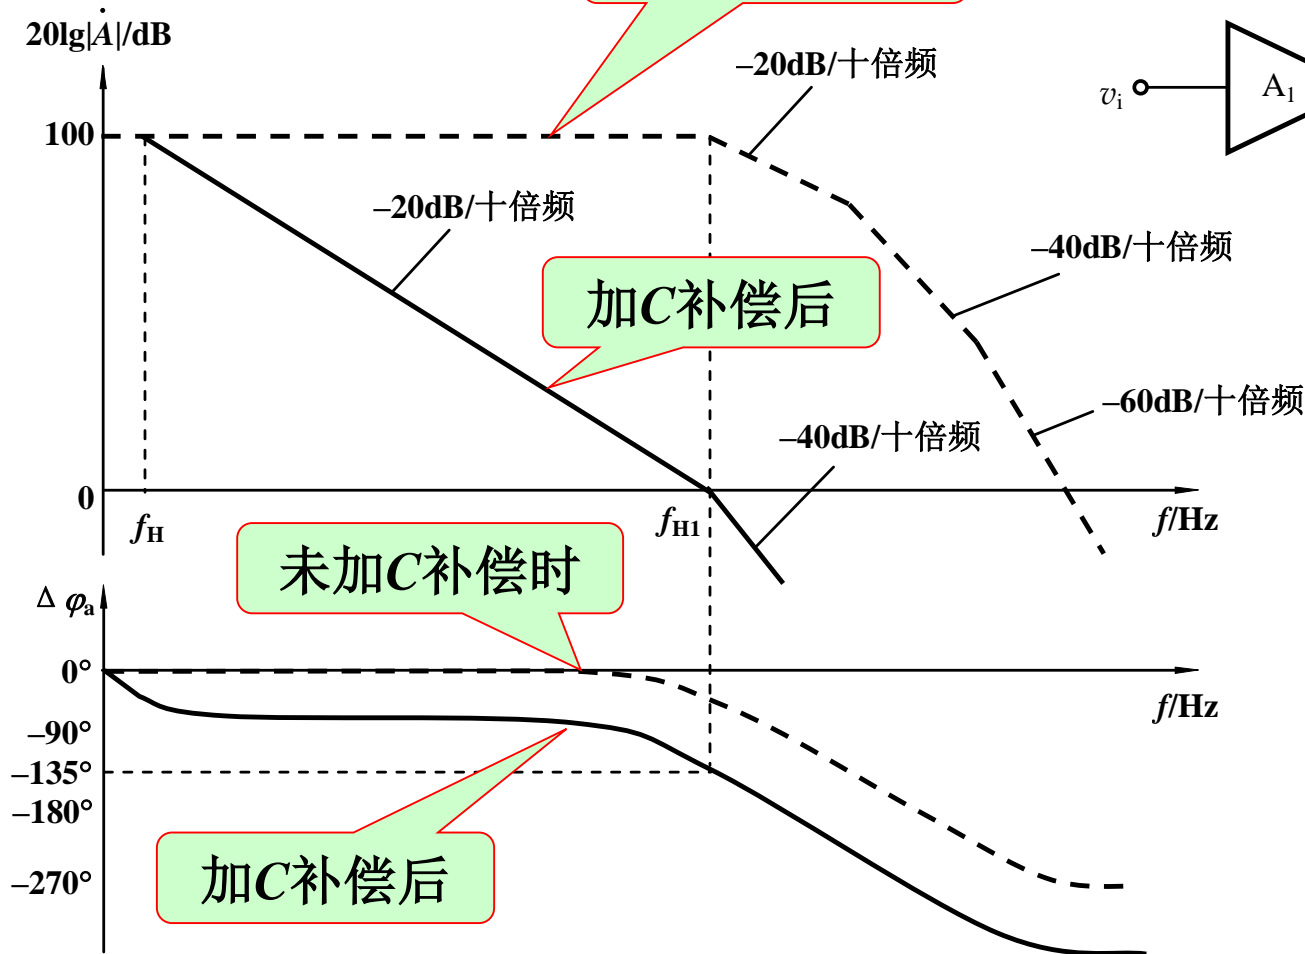 20lg|Ȧ|/dB
–20dB/十倍频
vi
A1
100
–20dB/十倍频
–40dB/十倍频
加C补偿后
–60dB/十倍频
–40dB/十倍频
0
fH
fH1
f/Hz
未加C补偿时
Δ φa
0°
f/Hz
–90°
–135°
–180°
加C补偿后
–270°